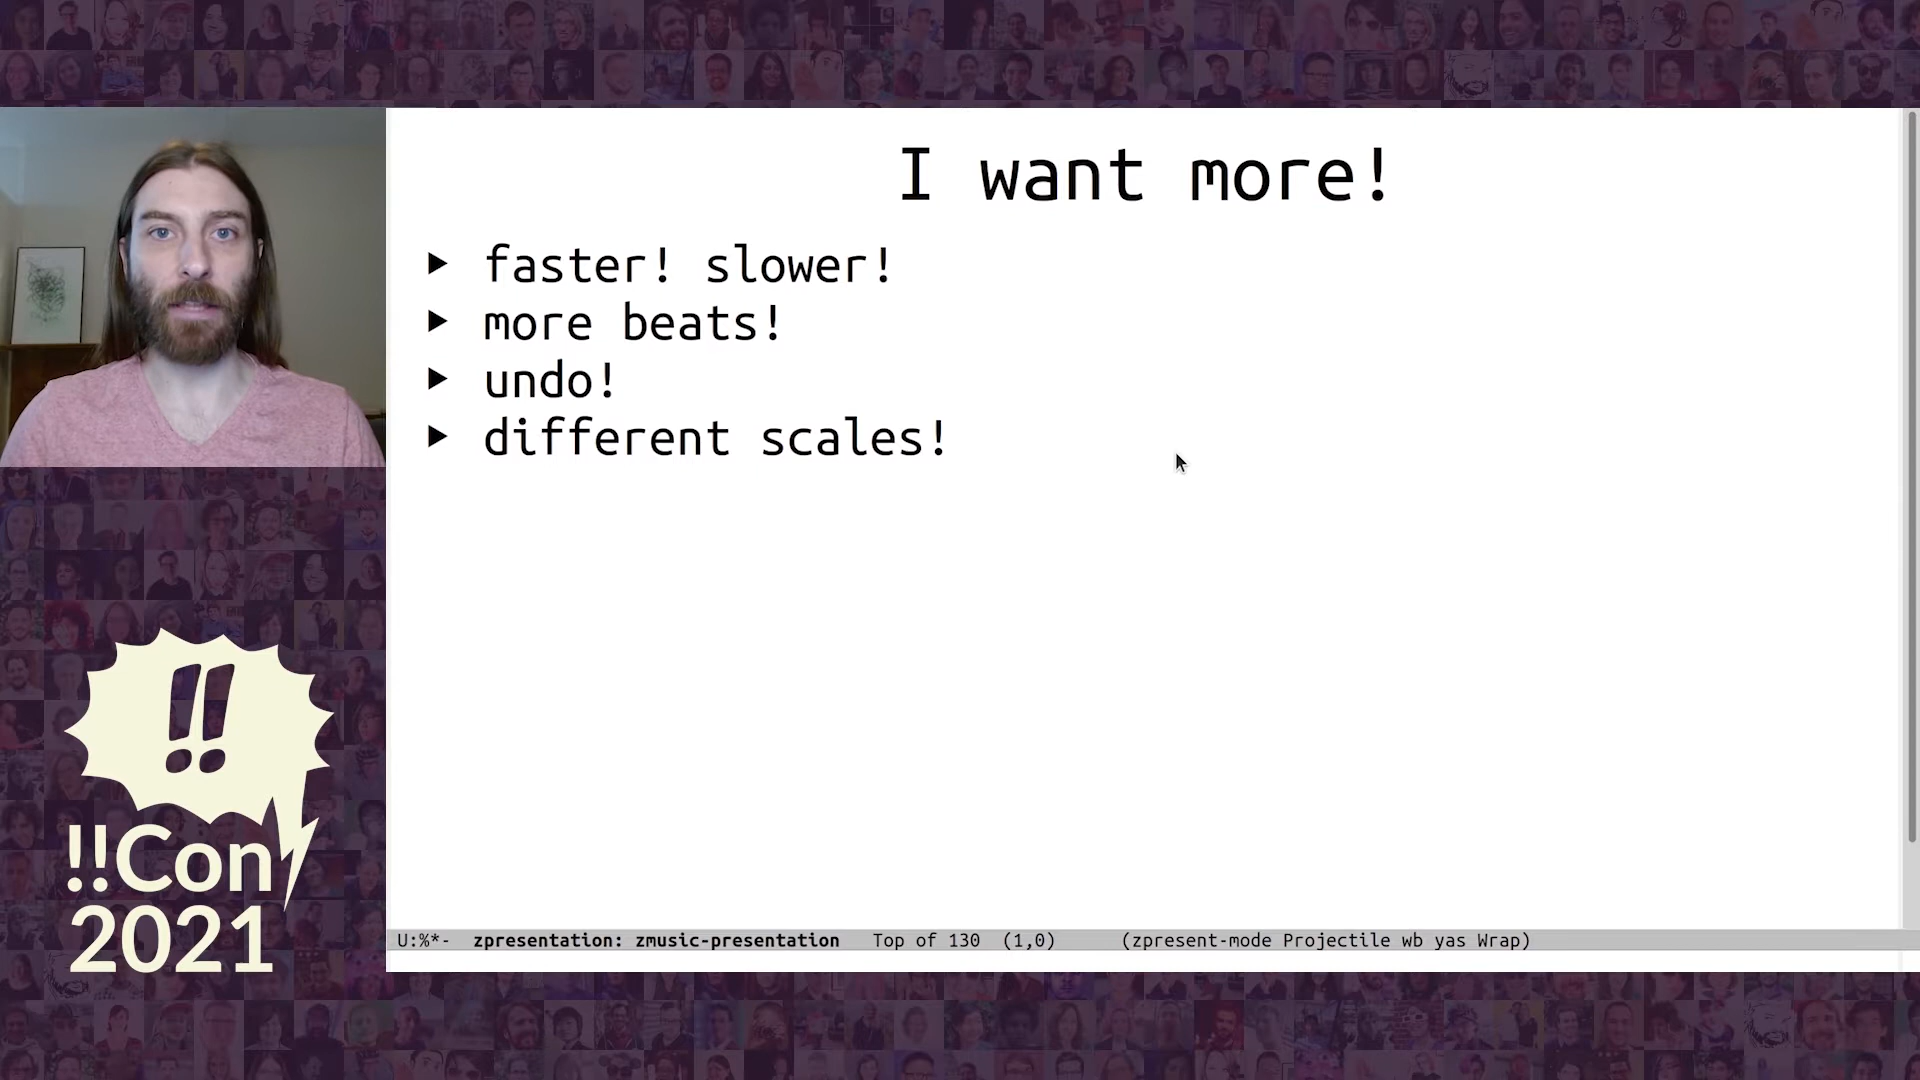 I want more!
▶ faster! slower!
▶ more beats!
▶ undo!
▶ different scales!
!!
!!Con
2021
U:%*-  zpresentation: zmusic-presentation   Top of 130  (1,0)      (zpresent-mode Projectile wb yas Wrap)